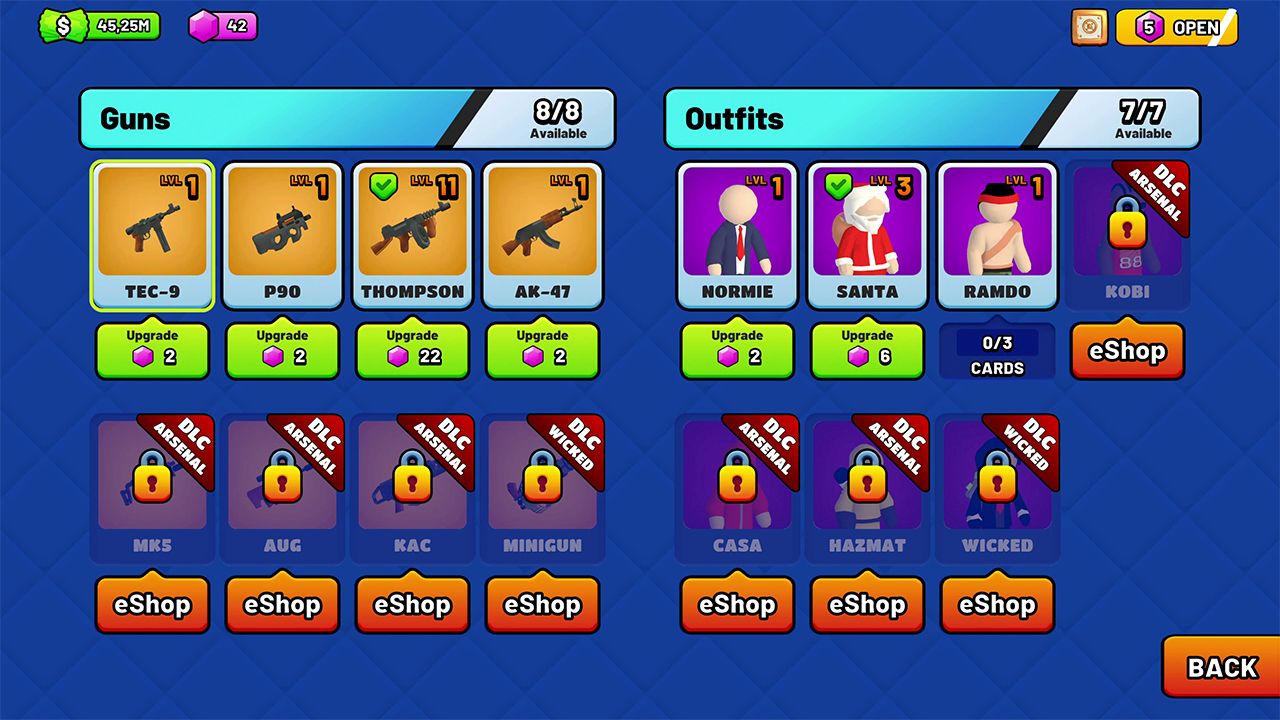 $ 45,25M
42
5 OPEN
Guns
8/8
Available
Outfits
7/7
Available
LVL 1
LVL 1
LVL 11
LVL 1
LVL 1
LVL 3
LVL 1
DLC
ARSENAL
88
TEC-9
P90
THOMPSON
AK-47
NORMIE
SANTA
RAMDO
KOBI
Upgrade
2
Upgrade
2
Upgrade
22
Upgrade
2
Upgrade
2
Upgrade
6
0/3
CARDS
eShop
DLC
ARSENAL
DLC
ARSENAL
DLC
ARSENAL
DLC
WICKED
DLC
ARSENAL
DLC
ARSENAL
DLC
WICKED
MK5
AUG
KAC
MINIGUN
CASA
HAZMAT
WICKED
eShop
eShop
eShop
eShop
eShop
eShop
eShop
BACK